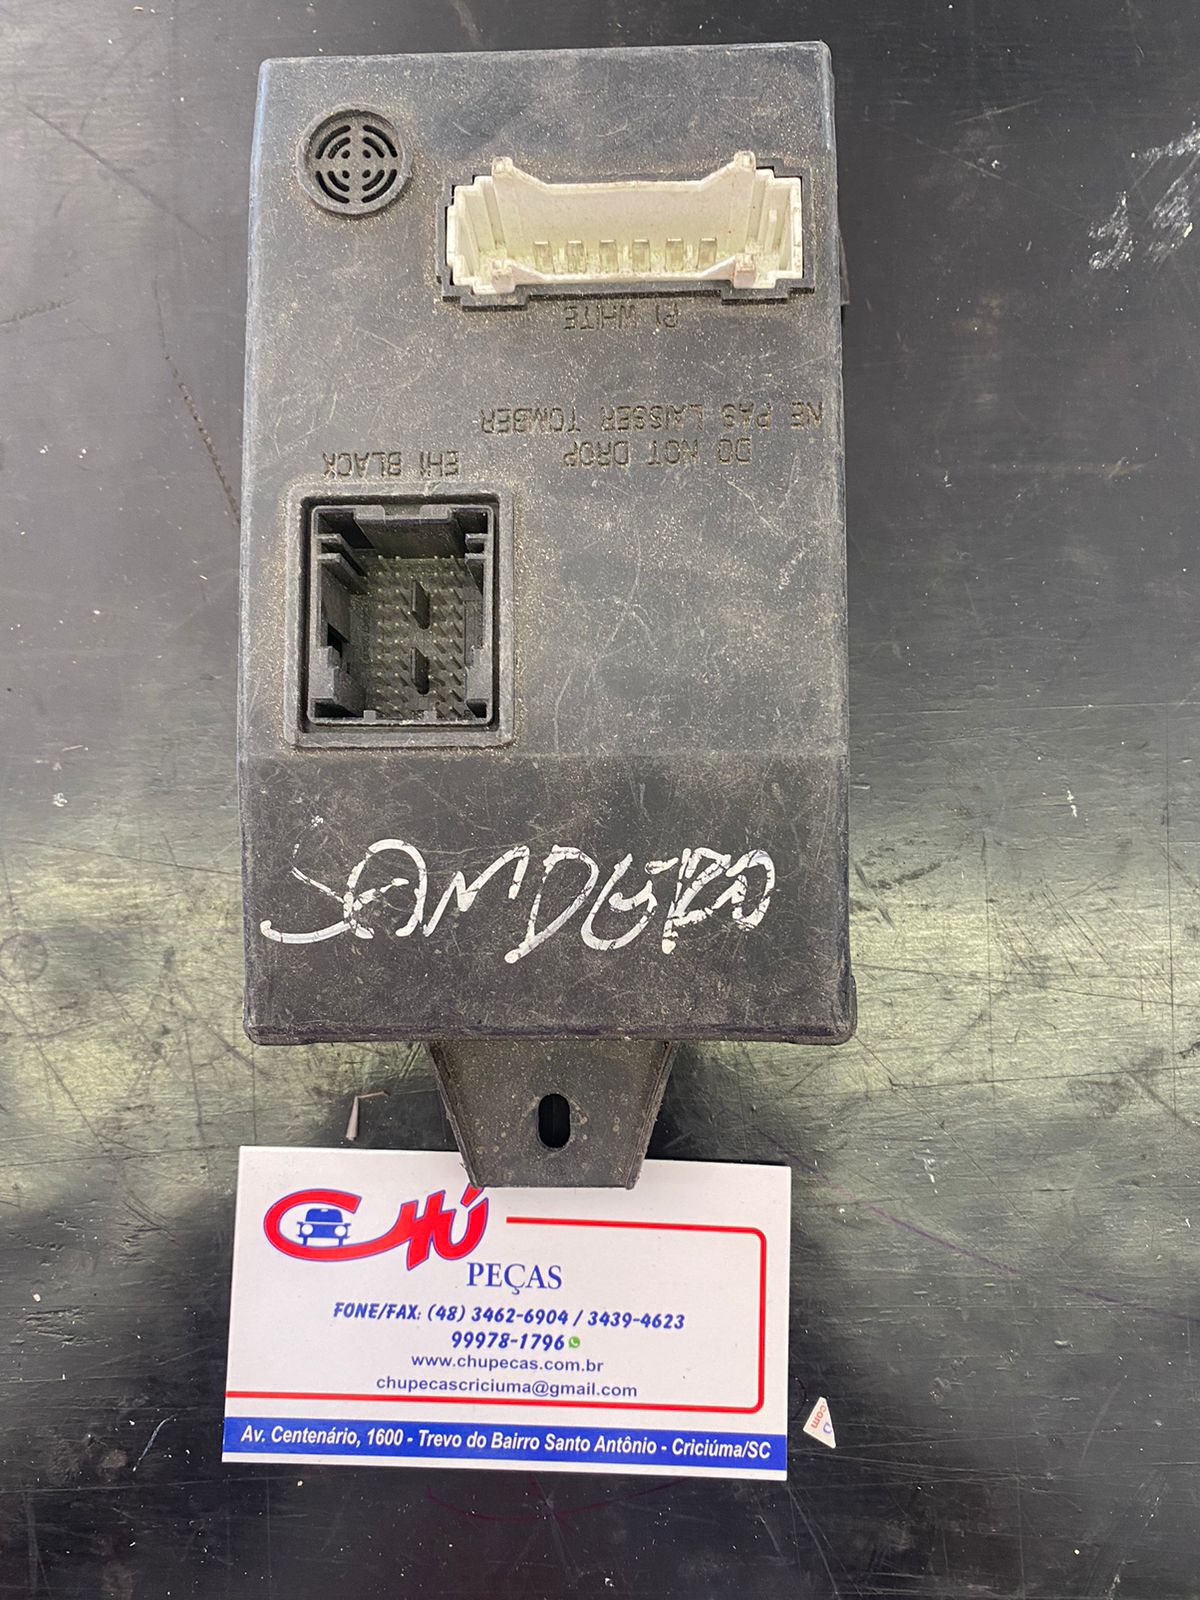 P1 WHITE
DO NOT DROP
NE PAS LAISSER TOMBER
EH1 BLACK
SANDERO
CHÚ
PEÇAS
FONE/FAX: (48) 3462-6904 / 3439-4623
99978-1796
www.chupecas.com.br
chupecascriciuma@gmail.com
Av. Centenário, 1600 - Trevo do Bairro Santo Antônio - Criciúma/SC
.com